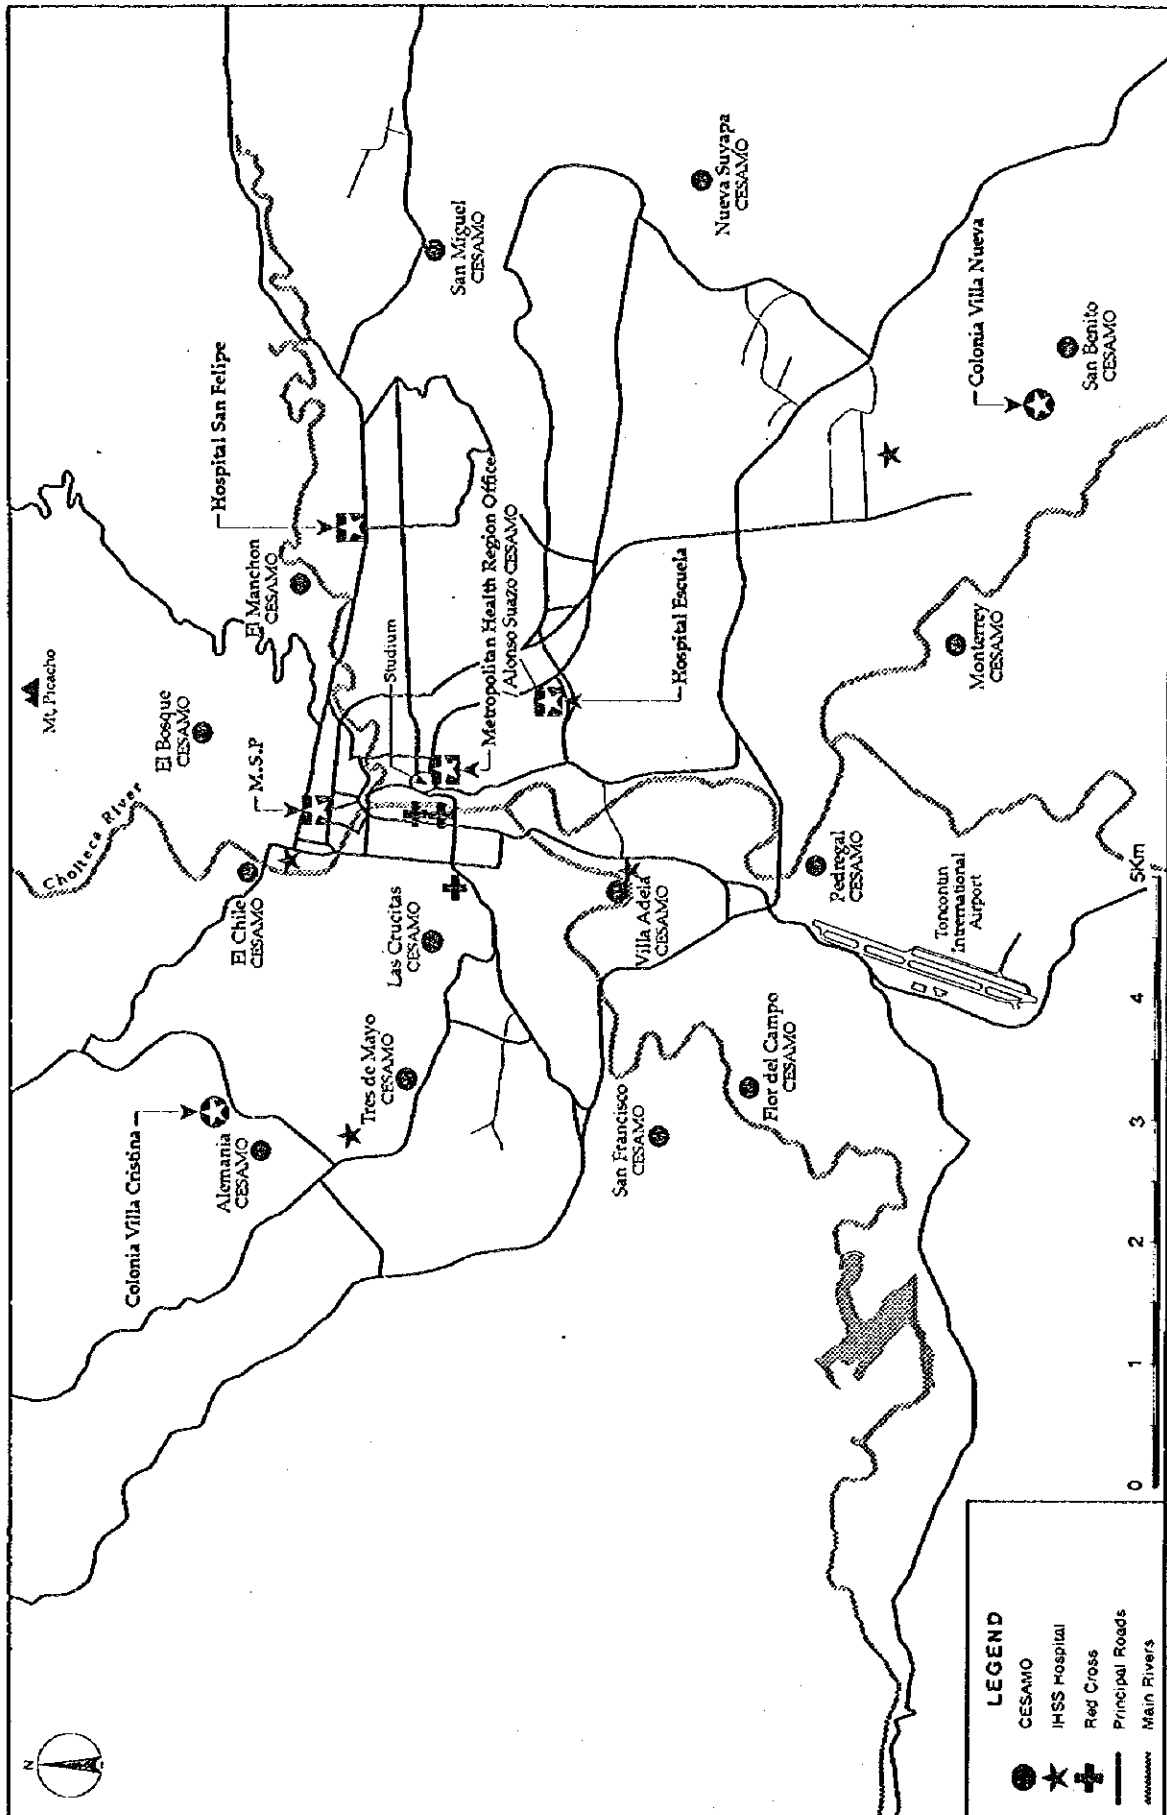 N
Mt. Picacho
Cholteca River
El Bosque
CESAMO
M.S.P
El Manchon
CESAMO
Hospital San Felipe
Colonia Villa Cristina
Alemania
CESAMO
El Chile
CESAMO
Tres de Mayo
CESAMO
Las Crucitas
CESAMO
Studium
San Miguel
CESAMO
Metropolitan Health Region Office
/Alonso Suazo CESAMO
Hospital Escuela
San Francisco
CESAMO
Villa Adela
CESAMO
Nueva Suyapa
CESAMO
Flor del Campo
CESAMO
Pedregal
CESAMO
Toncontun
Intrernational
Airport
Monterrey
CESAMO
Colonia Villa Nueva
San Benito
CESAMO
LEGEND
CESAMO
IHSS Hospital
Red Cross
Principal Roads
Main Rivers
0 1 2 3 4 5Km